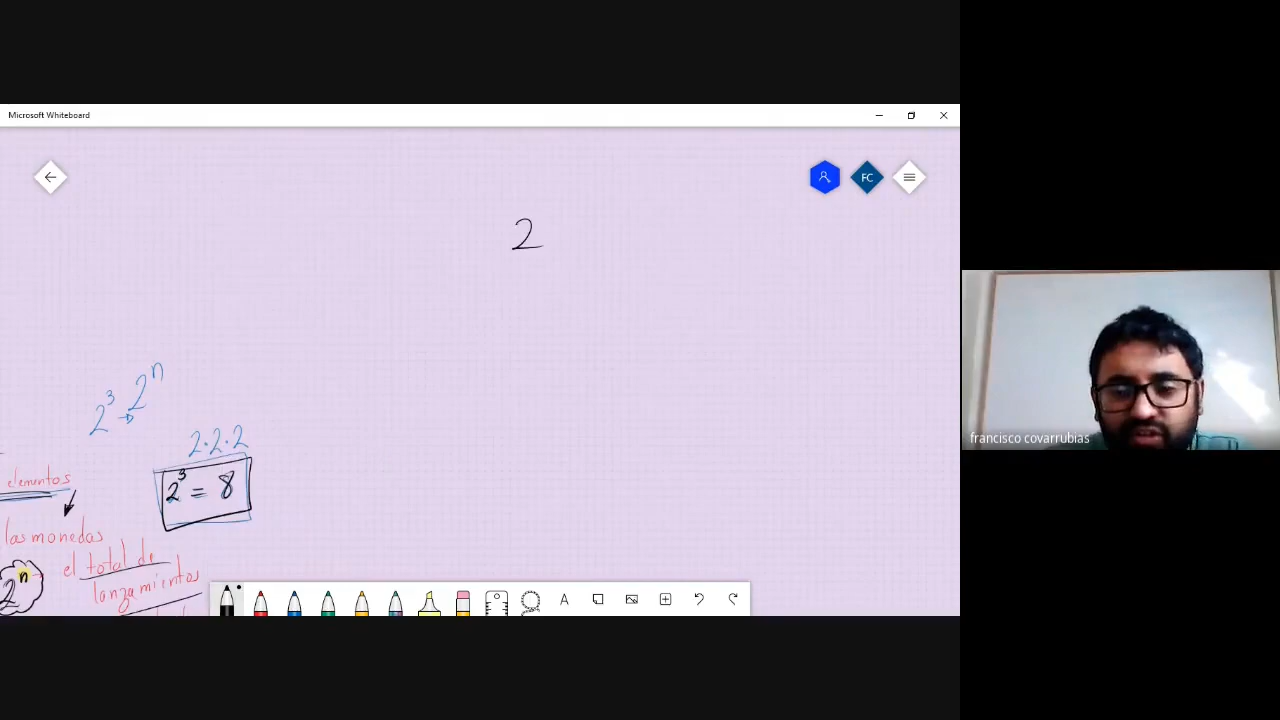 Microsoft Whiteboard
FC
2
2³ → 2ⁿ
2·2·2
2³ = 8
elementos
las monedas
el total de
lanzamientos
2ⁿ
A
francisco covarrubias